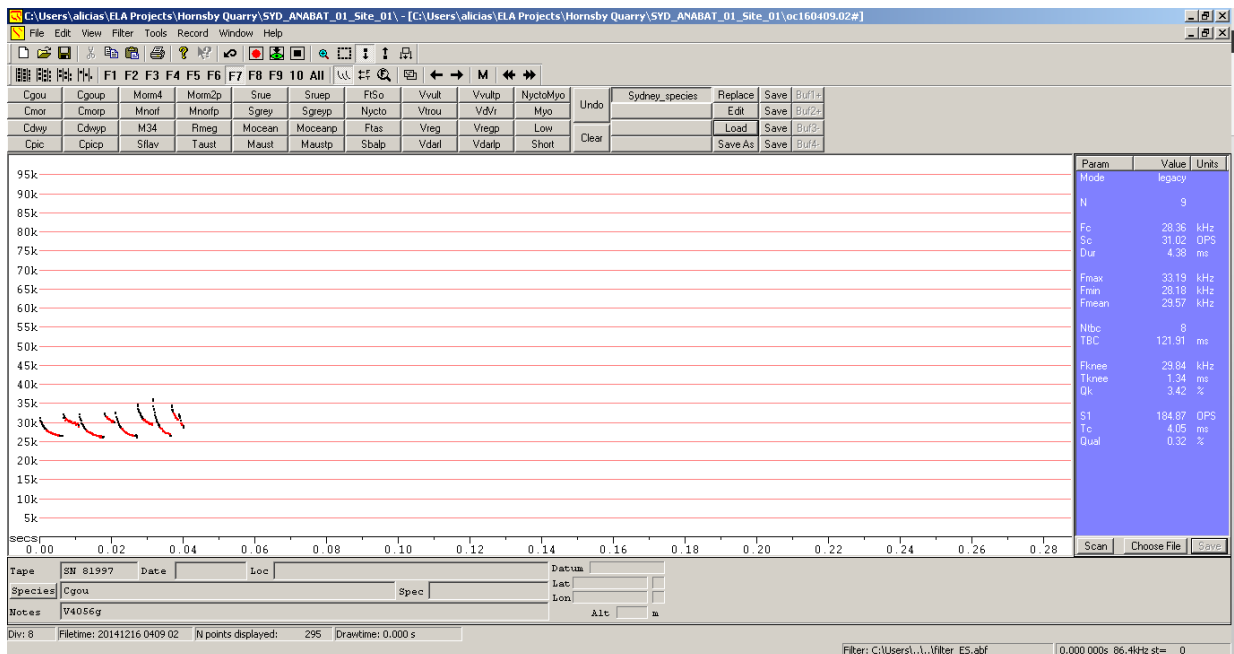 C:\Users\alicias\ELA Projects\Hornsby Quarry\SYD_ANABAT_01_Site_01\ - [C:\Users\alicias\ELA Projects\Hornsby Quarry\SYD_ANABAT_01_Site_01\oc160409.02#]
File Edit View Filter Tools Record Window Help
F1 F2 F3 F4 F5 F6 F7 F8 F9 10 All M
Cgou Cgoup Morm4 Morm2p Srue Sruep FtSo Vvult Vvultp NyctoMyo Undo Sydney_species Replace Save Buf1+
Cmor Cmorp Mnorf Mnorfp Sgrey Sgreyp Nycto Vtrou VdVr Myo Edit Save Buf2+
Cdwy Cdwyp M34 Rmeg Mocean Moceanp Ftas Vreg Vregp Low Clear Load Save Buf3-
Cpic Cpicp Sflav Taust Maust Maustp Sbalp Vdarl Vdarlp Short Save As Save Buf4-
95k
90k
85k
80k
75k
70k
65k
60k
55k
50k
45k
40k
35k
30k
25k
20k
15k
10k
5k
secs
0.00 0.02 0.04 0.06 0.08 0.10 0.12 0.14 0.16 0.18 0.20 0.22 0.24 0.26 0.28
Param Value Units
Mode legacy
N 9
Fc 28.36 kHz
Sc 31.02 OPS
Dur 4.38 ms
Fmax 33.19 kHz
Fmin 28.18 kHz
Fmean 29.57 kHz
Ntbc 8
TBC 121.91 ms
Fknee 29.84 kHz
Tknee 1.34 ms
Qk 3.42 %
S1 184.87 OPS
Tc 4.05 ms
Qual 0.32 %
Scan Choose File Save
Tape SN 81997 Date Loc Datum
Species Cgou Spec Lat
Lon
Notes V4056g Alt m
Div: 8 Filetime: 20141216 0409 02 N points displayed: 295 Drawtime: 0.000 s
Filter: C:\Users\..\..\filter_ES.abf 0.000 000s 86.4kHz st= 0